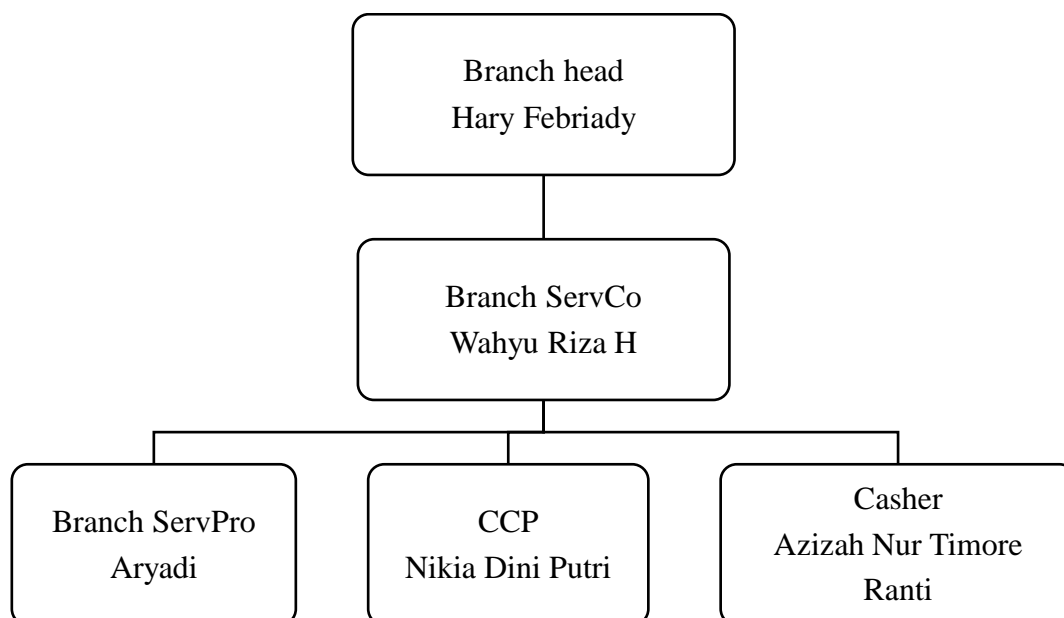 Branch head
Hary Febriady
Branch ServCo
Wahyu Riza H
Branch ServPro
Aryadi
CCP
Nikia Dini Putri
Casher
Azizah Nur Timore
Ranti